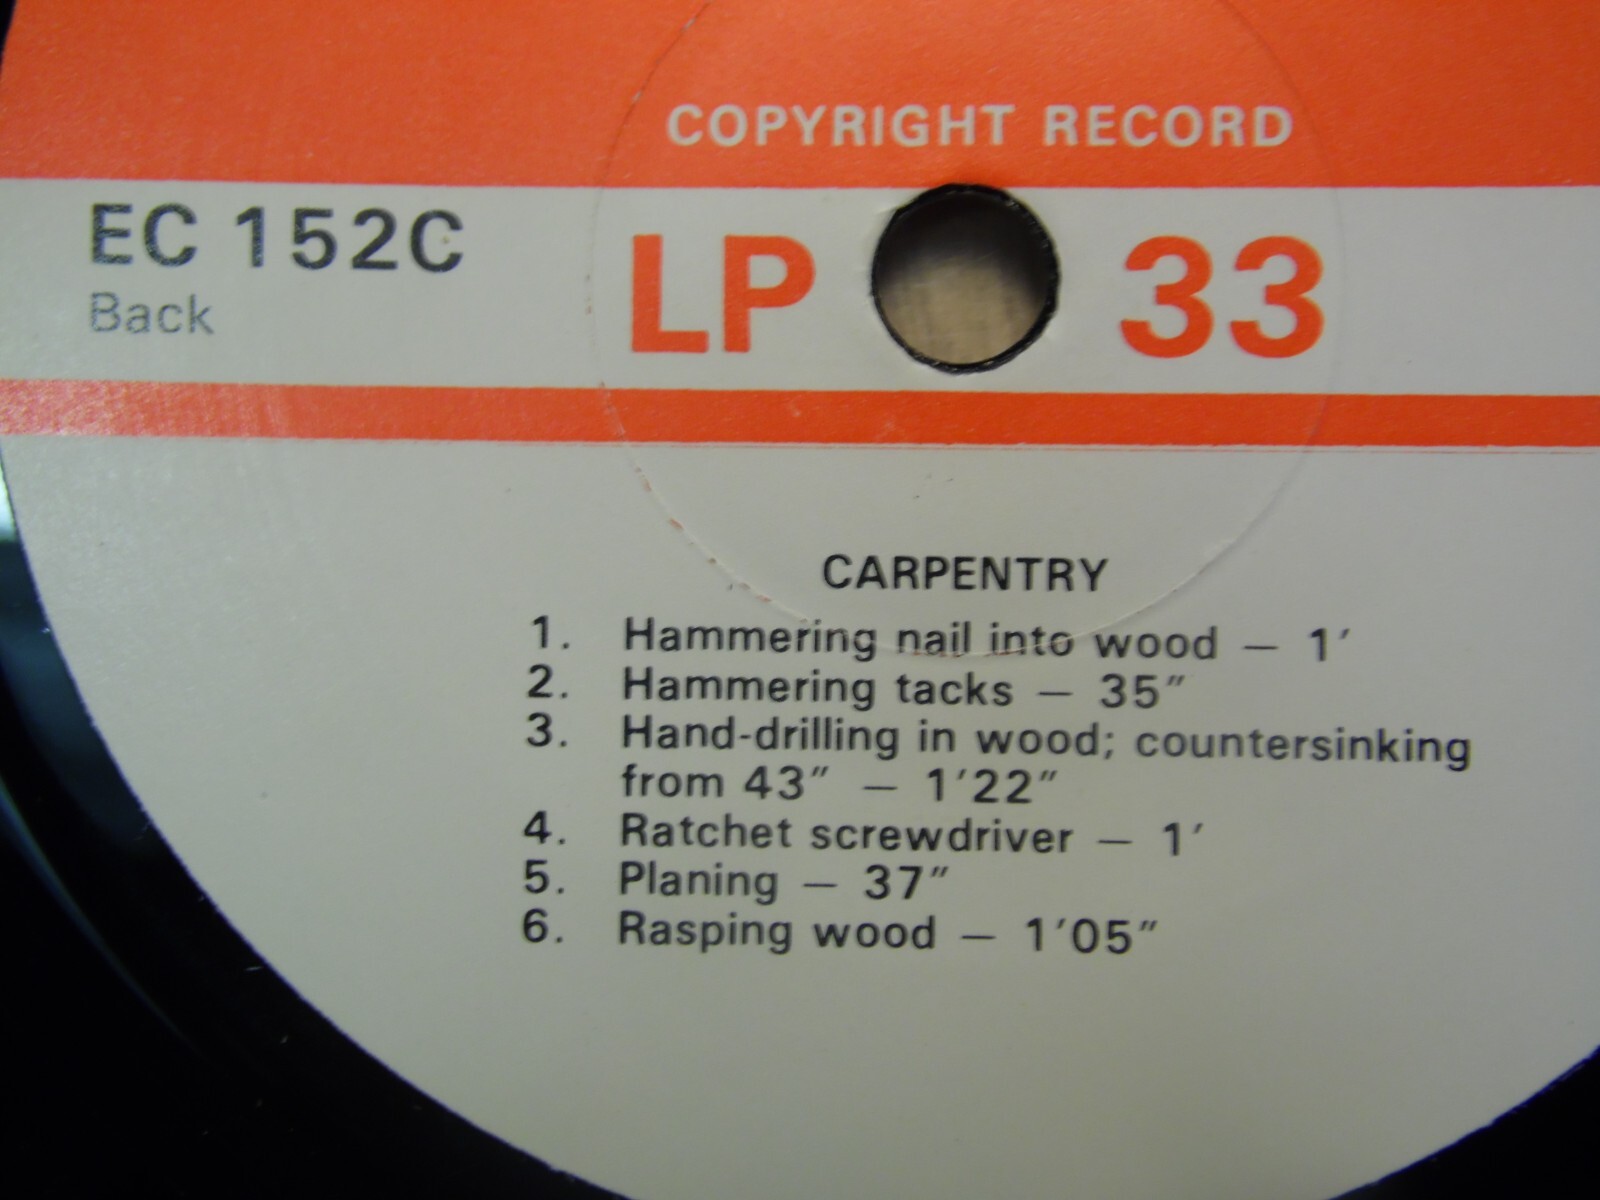 COPYRIGHT RECORD
EC 152C
Back
LP 33
CARPENTRY
1. Hammering nail into wood — 1′
2. Hammering tacks — 35″
3. Hand-drilling in wood; countersinking
from 43″ — 1′22″
4. Ratchet screwdriver — 1′
5. Planing — 37″
6. Rasping wood — 1′05″